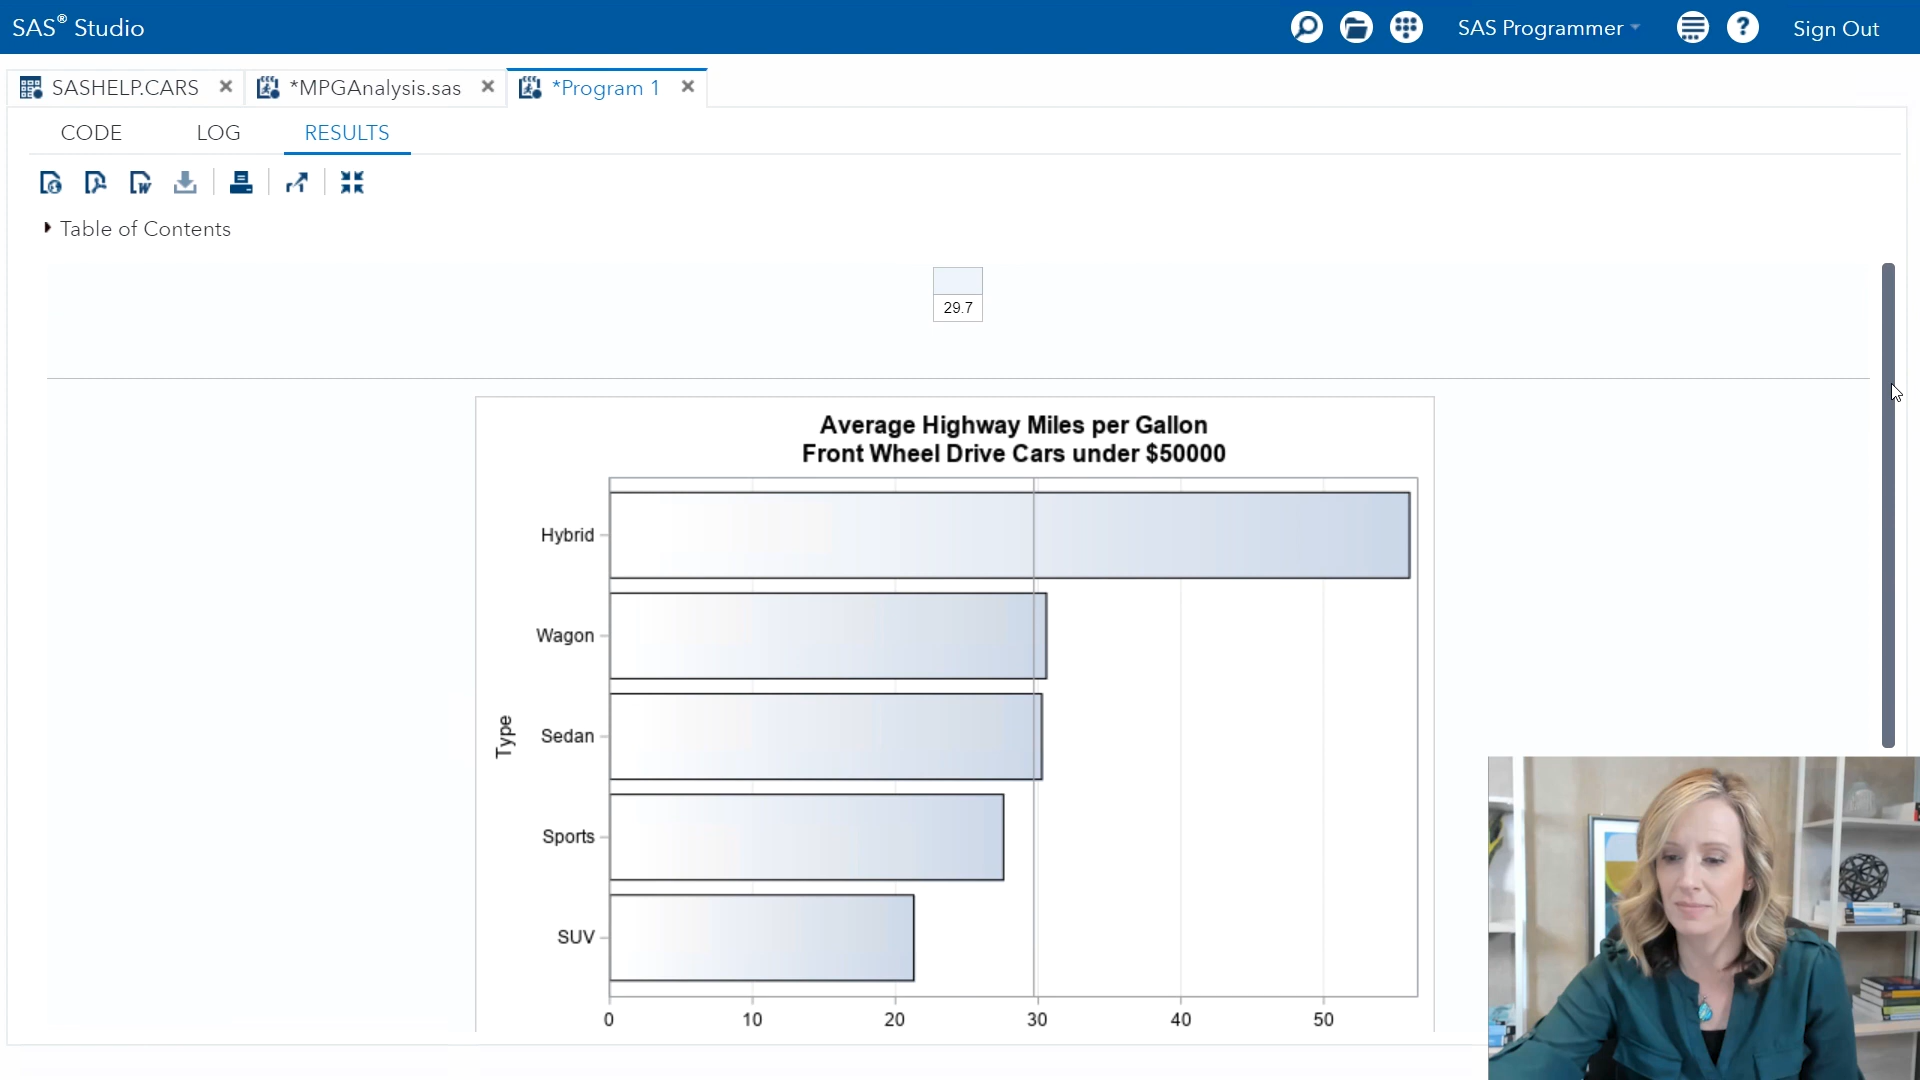 SAS® Studio
SAS Programmer
Sign Out
SASHELP.CARS
*MPGAnalysis.sas
*Program 1
CODE
LOG
RESULTS
Table of Contents
29.7
Average Highway Miles per Gallon
Front Wheel Drive Cars under $50000
Hybrid
Wagon
Sedan
Sports
SUV
Type
0 10 20 30 40 50